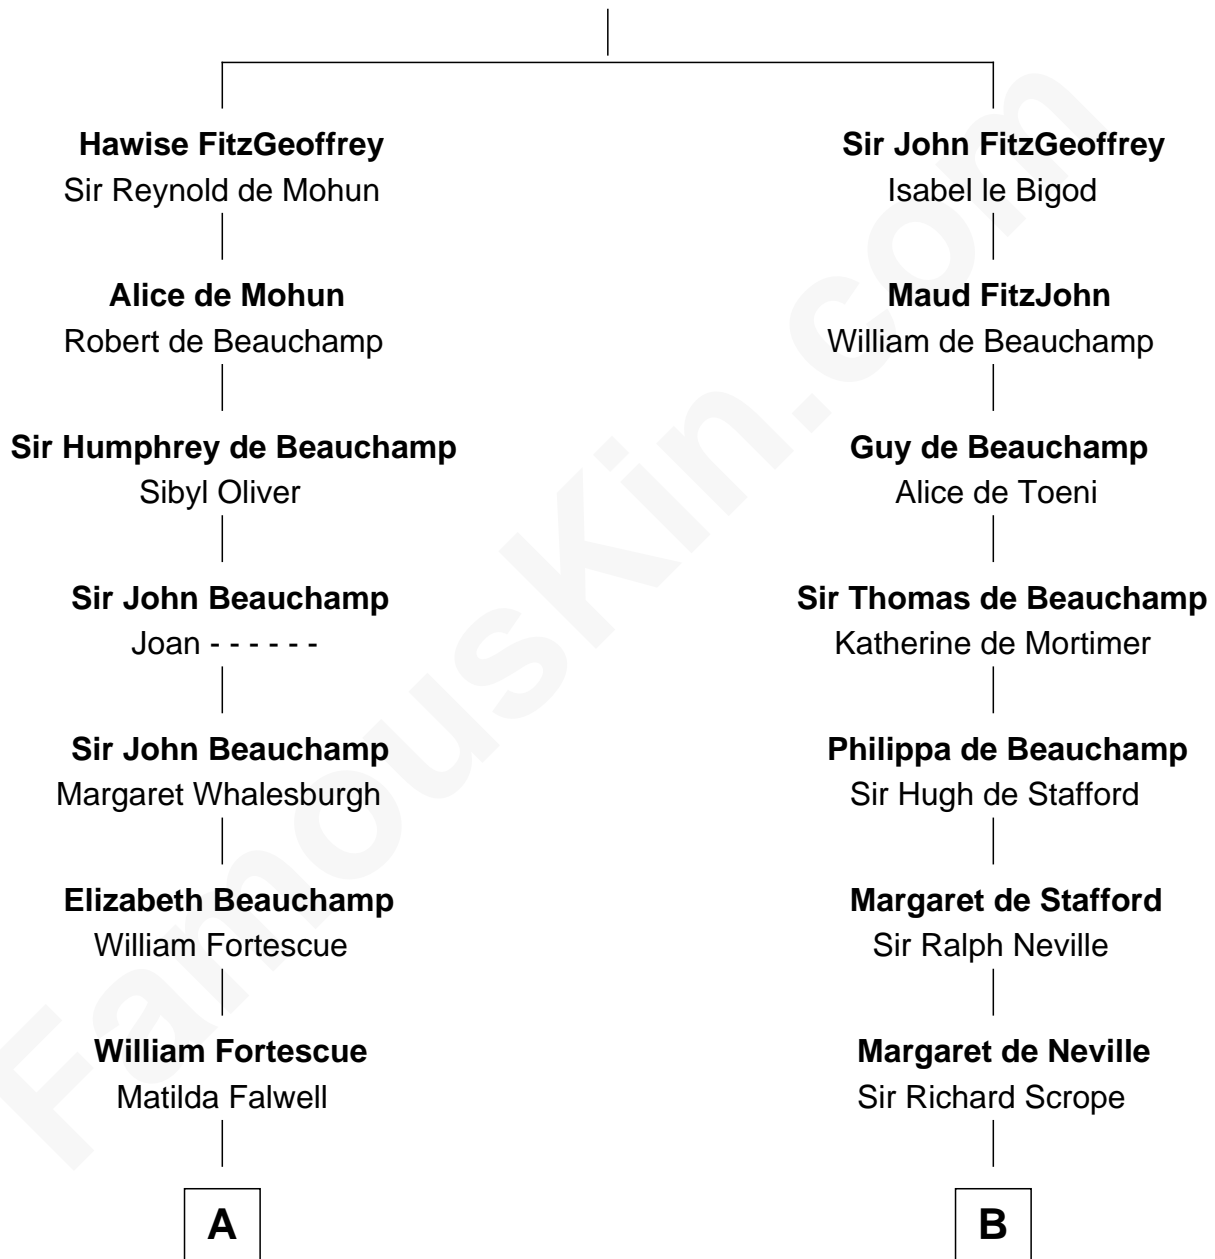 Hawise FitzGeoffrey
Sir Reynold de Mohun
Alice de Mohun
Robert de Beauchamp
Sir Humphrey de Beauchamp
Sibyl Oliver
Sir John Beauchamp
Joan - - - - - -
Sir John Beauchamp
Margaret Whalesburgh
Elizabeth Beauchamp
William Fortescue
William Fortescue
Matilda Falwell
A
Sir John FitzGeoffrey
Isabel le Bigod
Maud FitzJohn
William de Beauchamp
Guy de Beauchamp
Alice de Toeni
Sir Thomas de Beauchamp
Katherine de Mortimer
Philippa de Beauchamp
Sir Hugh de Stafford
Margaret de Stafford
Sir Ralph Neville
Margaret de Neville
Sir Richard Scrope
B
FamousKin.com